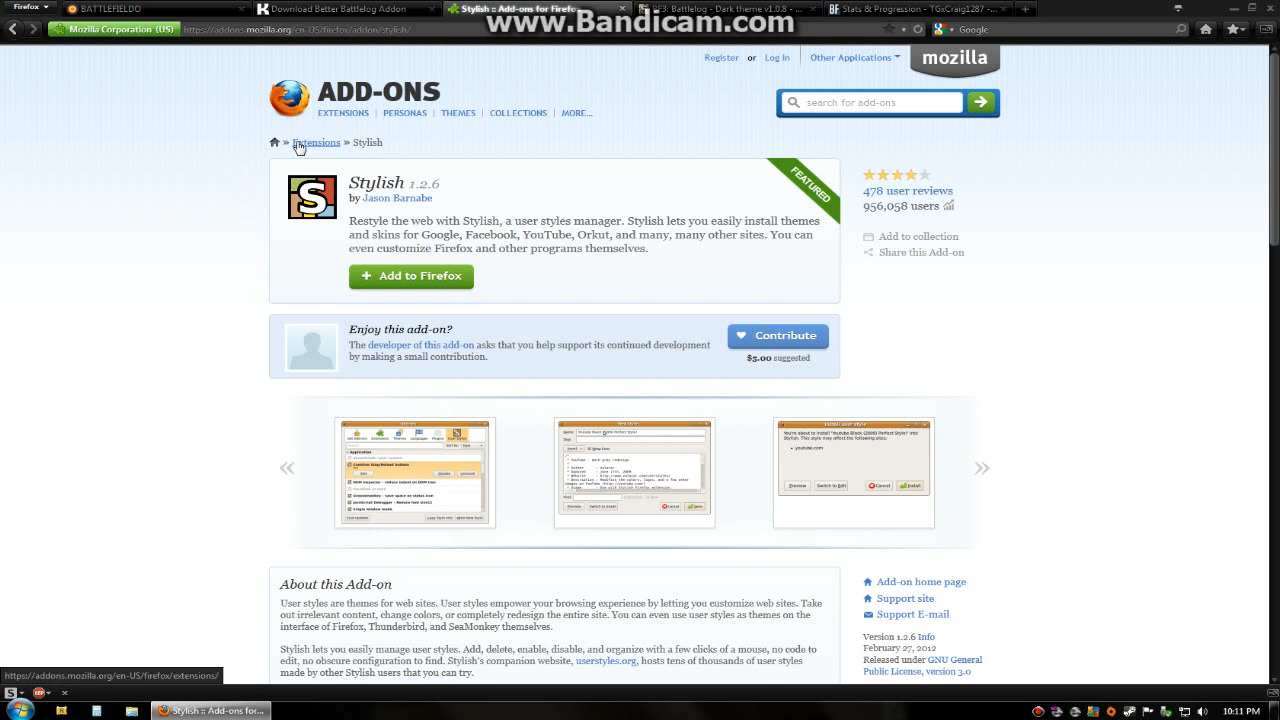 Firefox
BATTLEFIELDO
Download Better Battlelog Addon
Stylish :: Add-ons for Firefox
BF3: Battlelog - Dark theme v1.0.8 - ...
Stats & Progression - TGxCraig1287 -...
www.Bandicam.com
Mozilla Corporation (US)
https://addons.mozilla.org/en-US/firefox/addon/stylish/
Google
Register or Log In
Other Applications
mozilla
ADD-ONS
EXTENSIONS | PERSONAS | THEMES | COLLECTIONS | MORE...
search for add-ons
» Extensions » Stylish
Stylish 1.2.6
by Jason Barnabe
Restyle the web with Stylish, a user styles manager. Stylish lets you easily install themes
and skins for Google, Facebook, YouTube, Orkut, and many, many other sites. You can
even customize Firefox and other programs themselves.
+ Add to Firefox
FEATURED
478 user reviews
956,058 users
Add to collection
Share this Add-on
Enjoy this add-on?
The developer of this add-on asks that you help support its continued development
by making a small contribution.
Contribute
$5.00 suggested
«
»
About this Add-on
User styles are themes for web sites. User styles empower your browsing experience by letting you customize web sites. Take
out irrelevant content, change colors, or completely redesign the entire site. You can even use user styles as themes on the
interface of Firefox, Thunderbird, and SeaMonkey themselves.
Stylish lets you easily manage user styles. Add, delete, enable, disable, and organize with a few clicks of a mouse, no code to
edit, no obscure configuration to find. Stylish's companion website, userstyles.org, hosts tens of thousands of user styles
made by other Stylish users that you can try.
Add-on home page
Support site
Support E-mail
Version 1.2.6 Info
February 27, 2012
Released under GNU General
Public License, version 3.0
https://addons.mozilla.org/en-US/firefox/extensions/
Stylish :: Add-ons for...
10:11 PM